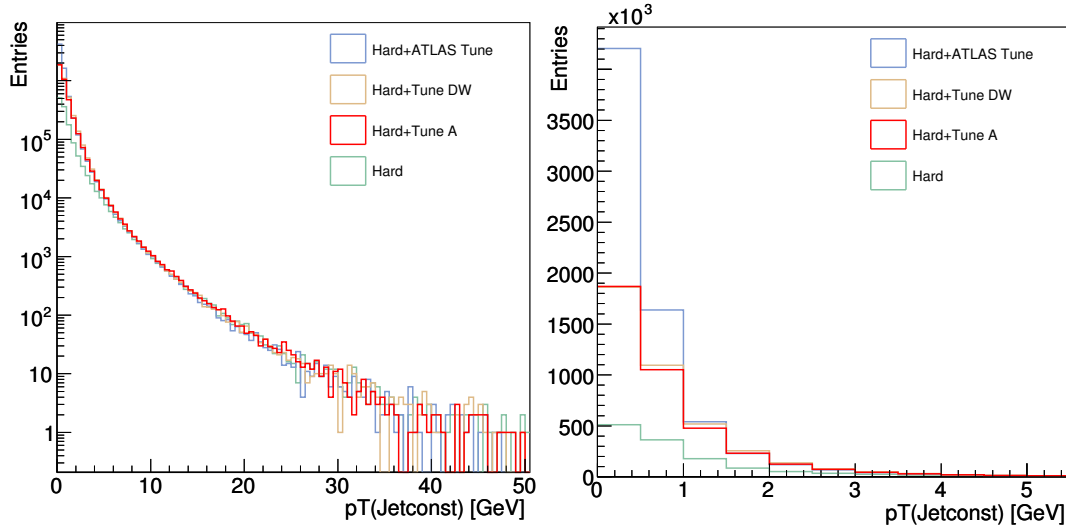 Entries
Hard+ATLAS Tune
Hard+Tune DW
Hard+Tune A
Hard
10^5
10^4
10^3
10^2
10
1
0 10 20 30 40 50
pT(Jetconst) [GeV]
×10^3
Entries
Hard+ATLAS Tune
Hard+Tune DW
Hard+Tune A
Hard
3500
3000
2500
2000
1500
1000
500
0
0 1 2 3 4 5
pT(Jetconst) [GeV]